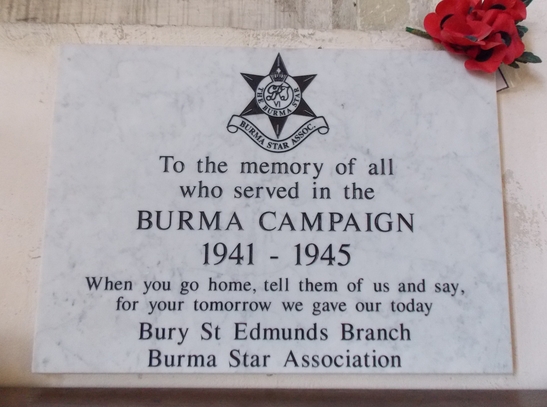 THE BURMA STAR
GRI
VI
BURMA STAR ASSOC.
To the memory of all
who served in the
BURMA CAMPAIGN
1941 - 1945
When you go home, tell them of us and say,
for your tomorrow we gave our today
Bury St Edmunds Branch
Burma Star Association